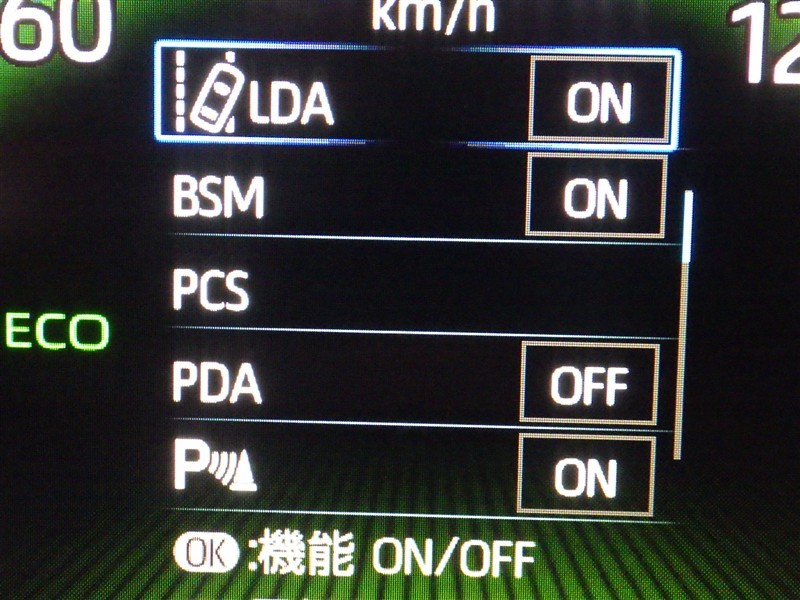 60 km/h 12
LDA ON
BSM ON
PCS
ECO
PDA OFF
P ON
OK :機能 ON/OFF